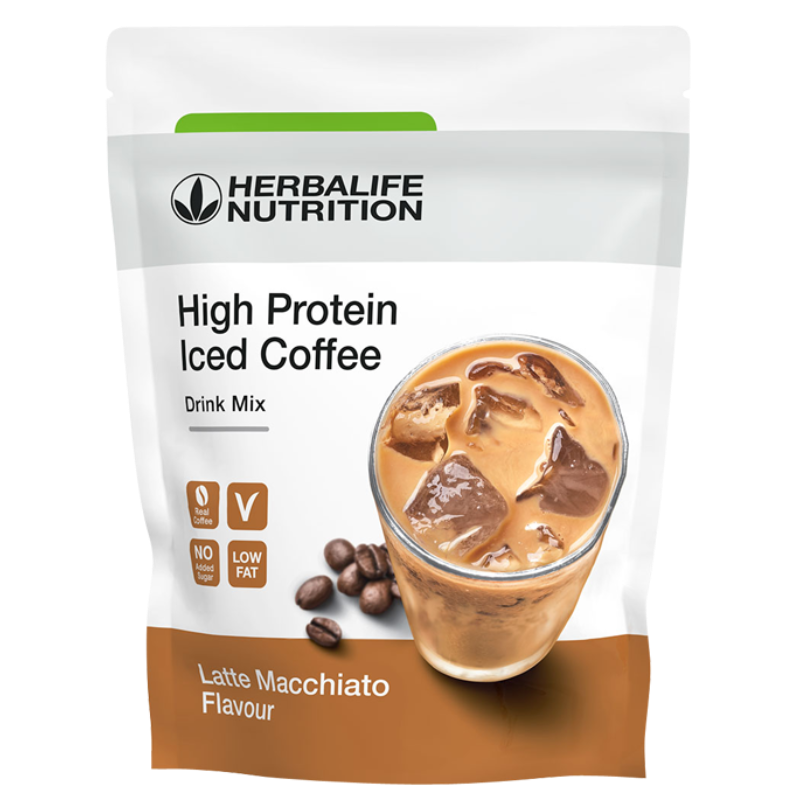 HERBALIFE
NUTRITION
High Protein
Iced Coffee
Drink Mix
Real
Coffee
V
NO
Added
Sugar
LOW
FAT
Latte Macchiato
Flavour